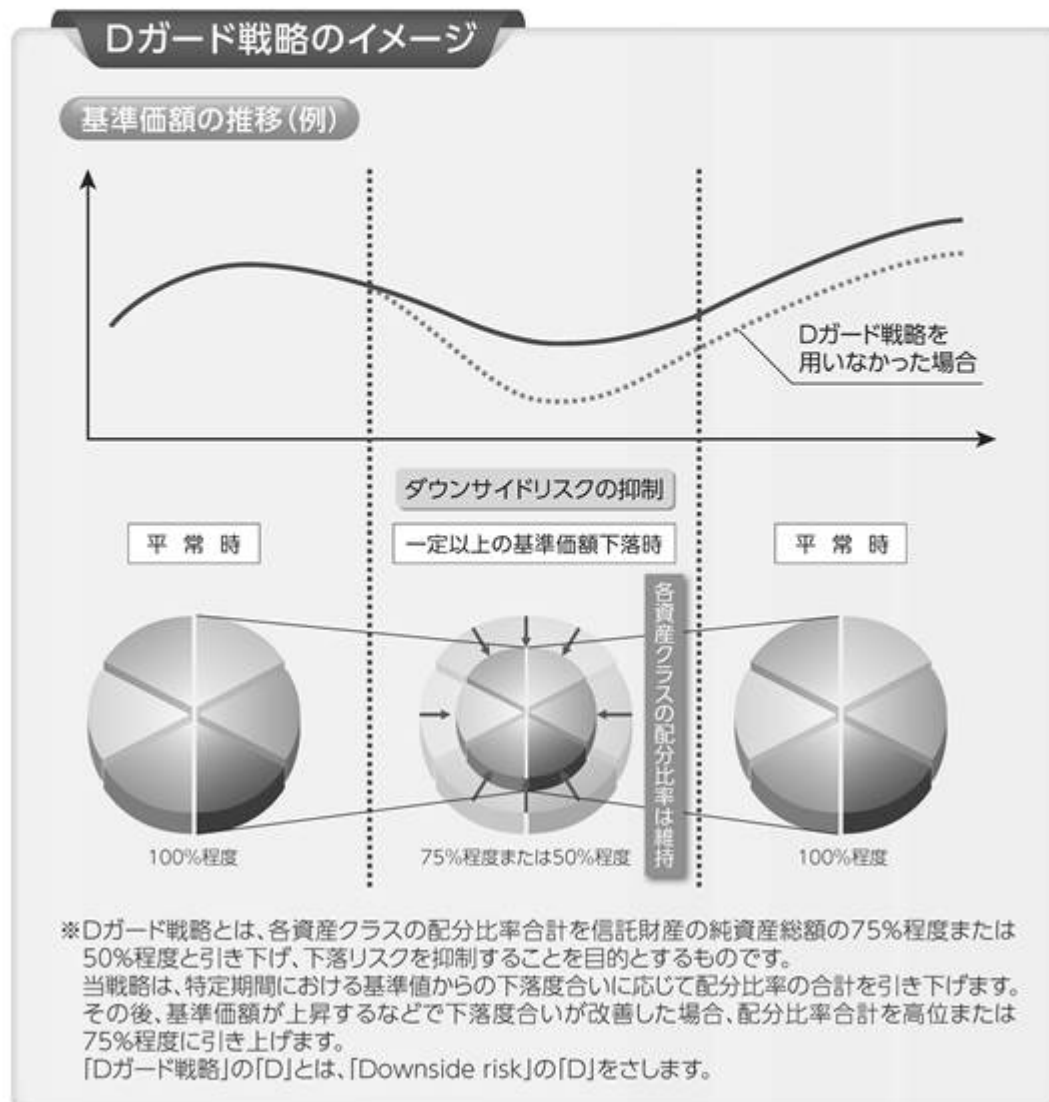 Dガード戦略のイメージ
基準価額の推移(例)
Dガード戦略を
用いなかった場合
ダウンサイドリスクの抑制
平常時
一定以上の基準価額下落時
平常時
各資産クラスの配分比率は維持
100%程度
75%程度または50%程度
100%程度
※Dガード戦略とは、各資産クラスの配分比率合計を信託財産の純資産総額の75%程度または
50%程度と引き下げ、下落リスクを抑制することを目的とするものです。
当戦略は、特定期間における基準値からの下落度合いに応じて配分比率の合計を引き下げます。
その後、基準価額が上昇するなどで下落度合いが改善した場合、配分比率合計を高位または
75%程度に引き上げます。
「Dガード戦略」の「D」とは、「Downside risk」の「D」をさします。